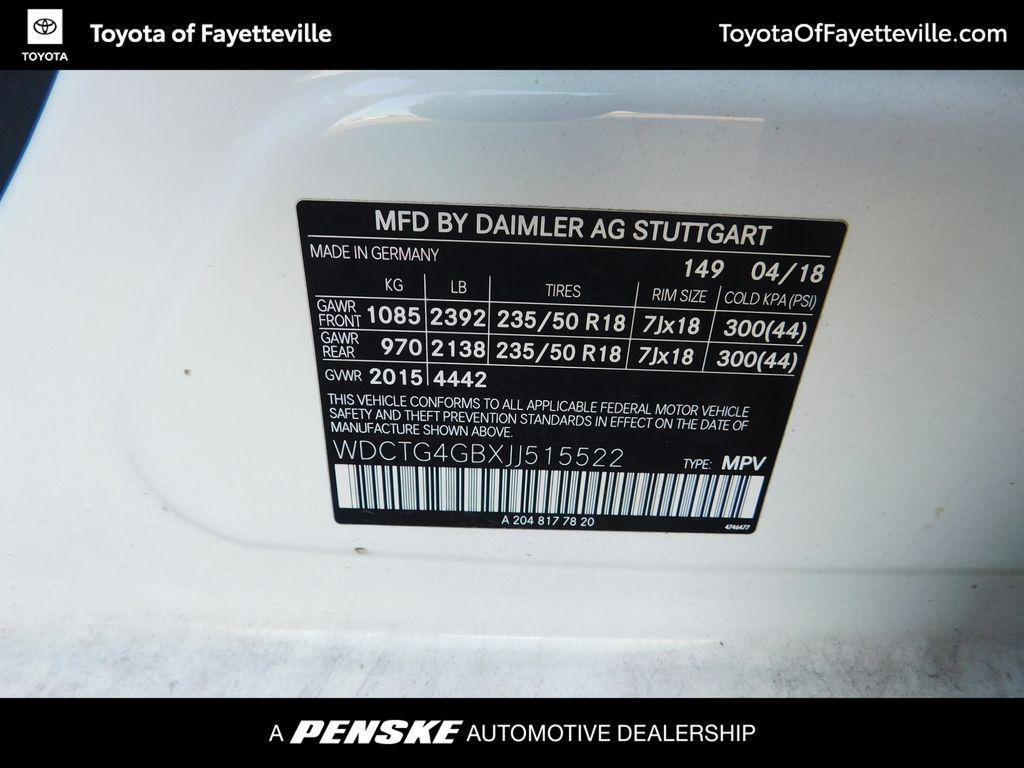 TOYOTA
Toyota of Fayetteville
ToyotaOfFayetteville.com
MFD BY DAIMLER AG STUTTGART
MADE IN GERMANY
149 04/18
KG LB TIRES RIM SIZE COLD KPA (PSI)
GAWR FRONT 1085 2392 235/50 R18 7Jx18 300(44)
GAWR REAR 970 2138 235/50 R18 7Jx18 300(44)
GVWR 2015 4442
THIS VEHICLE CONFORMS TO ALL APPLICABLE FEDERAL MOTOR VEHICLE
SAFETY AND THEFT PREVENTION STANDARDS IN EFFECT ON THE DATE OF
MANUFACTURE SHOWN ABOVE.
WDCTG4GBXJJ515522 TYPE: MPV
A 204 817 78 20
4746477
A PENSKE AUTOMOTIVE DEALERSHIP